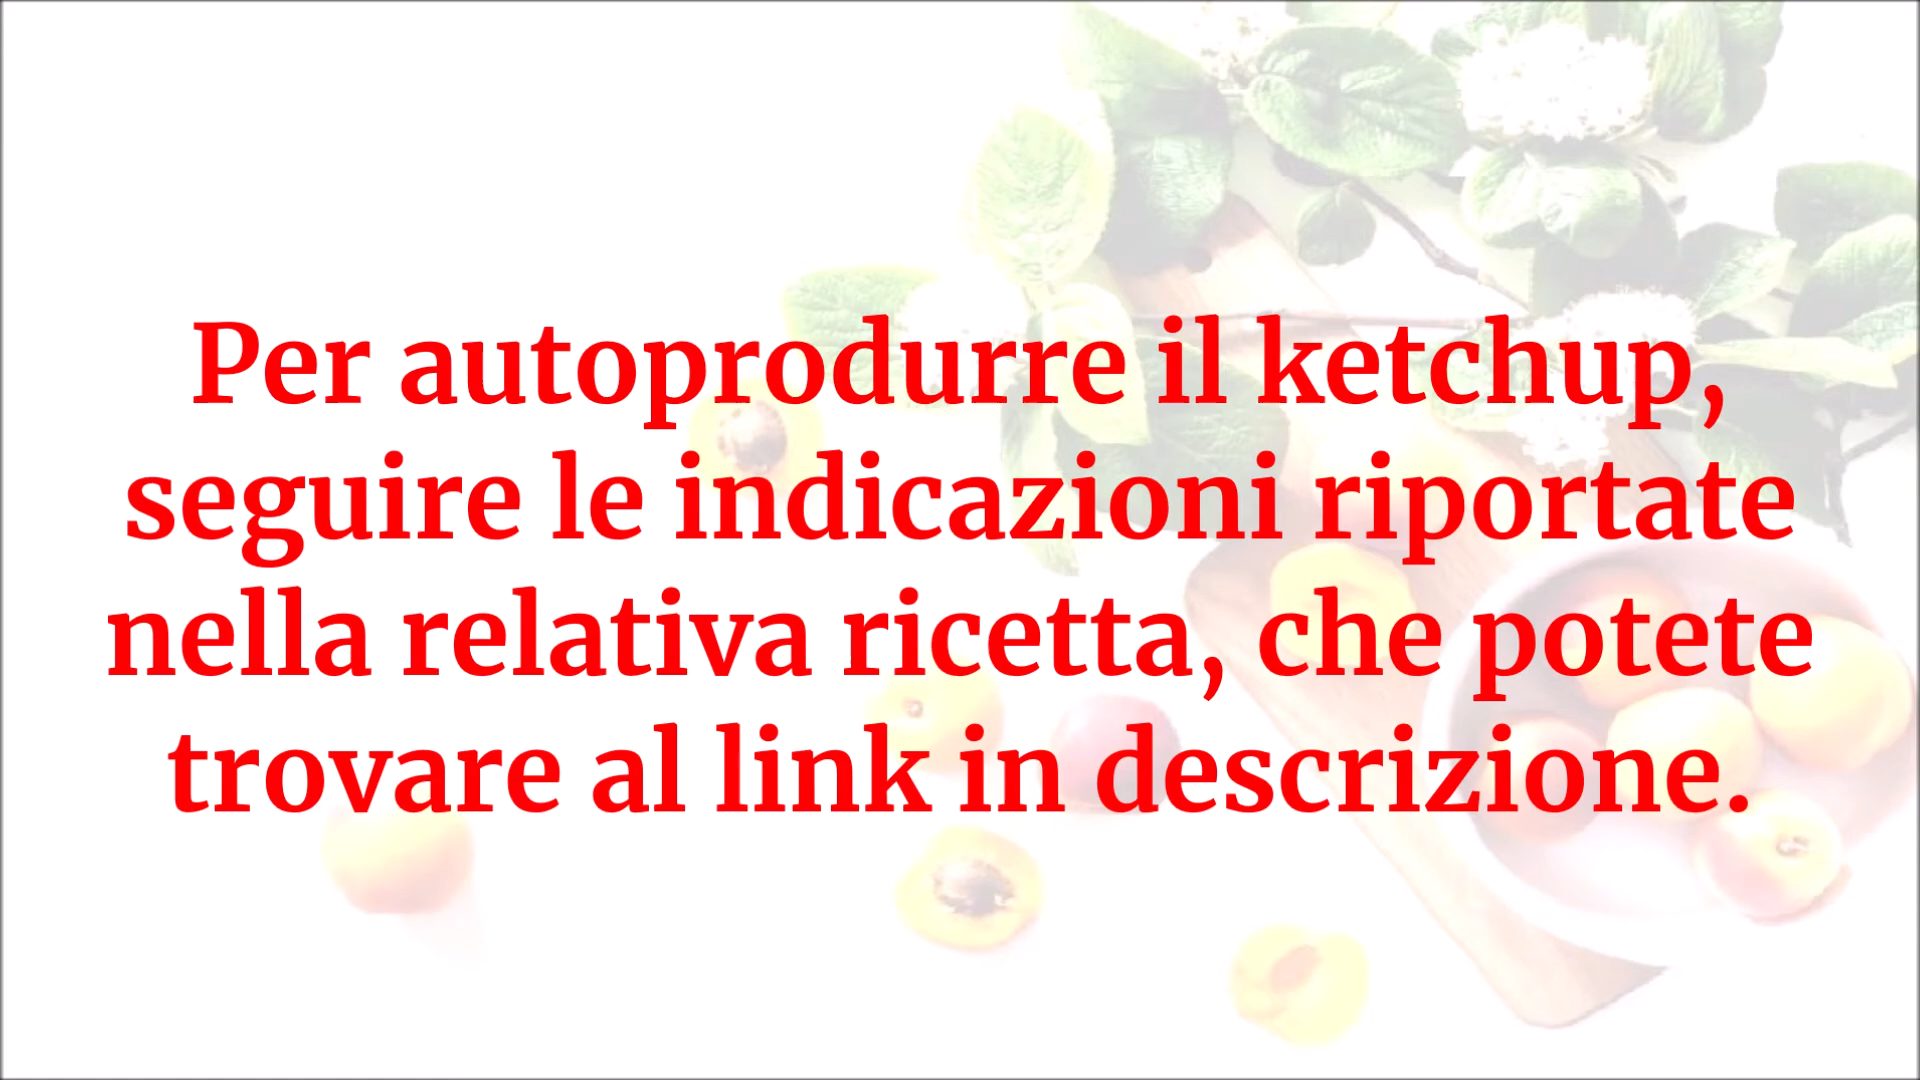 Per autoprodurre il ketchup,
seguire le indicazioni riportate
nella relativa ricetta, che potete
trovare al link in descrizione.